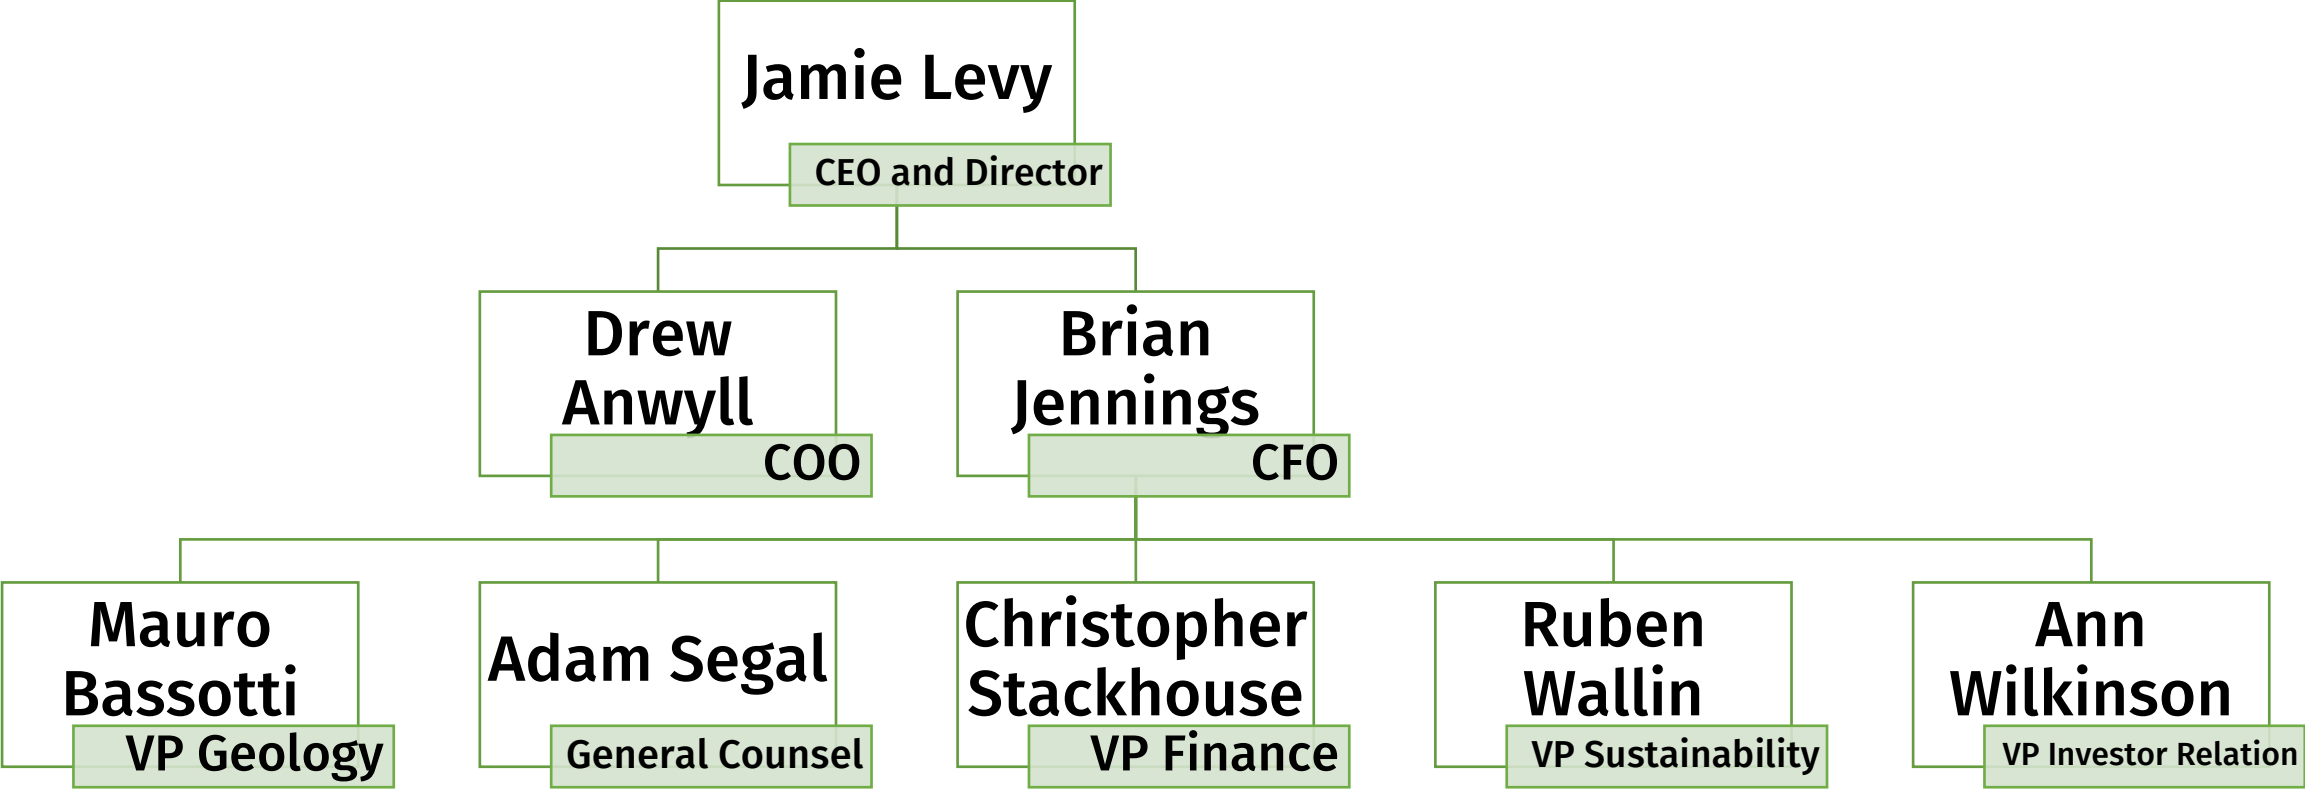 Jamie Levy
CEO and Director
Drew
Anwyll
COO
Brian
Jennings
CFO
Mauro
Bassotti
VP Geology
Adam Segal
General Counsel
Christopher
Stackhouse
VP Finance
Ruben
Wallin
VP Sustainability
Ann
Wilkinson
VP Investor Relation